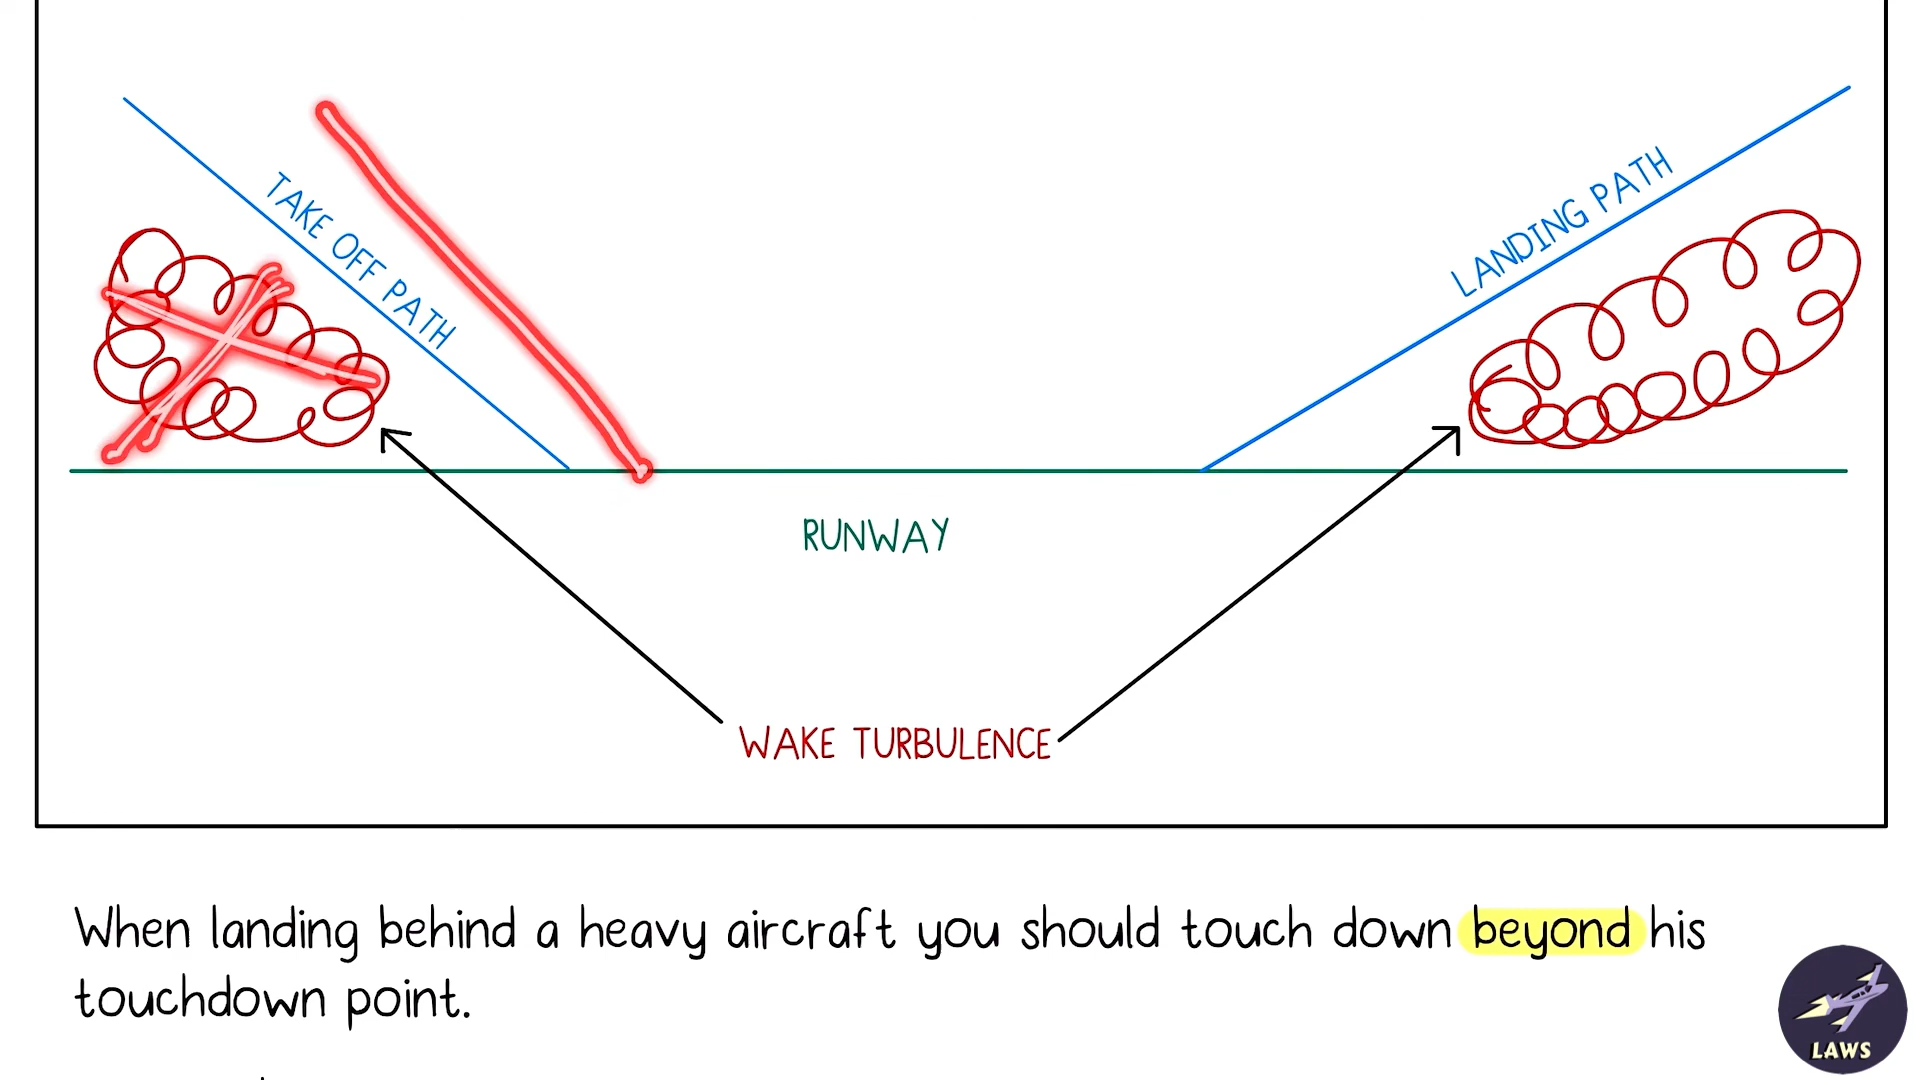 TAKE OFF PATH
LANDING PATH
RUNWAY
WAKE TURBULENCE
When landing behind a heavy aircraft you should touch down beyond his
touchdown point.
LAWS